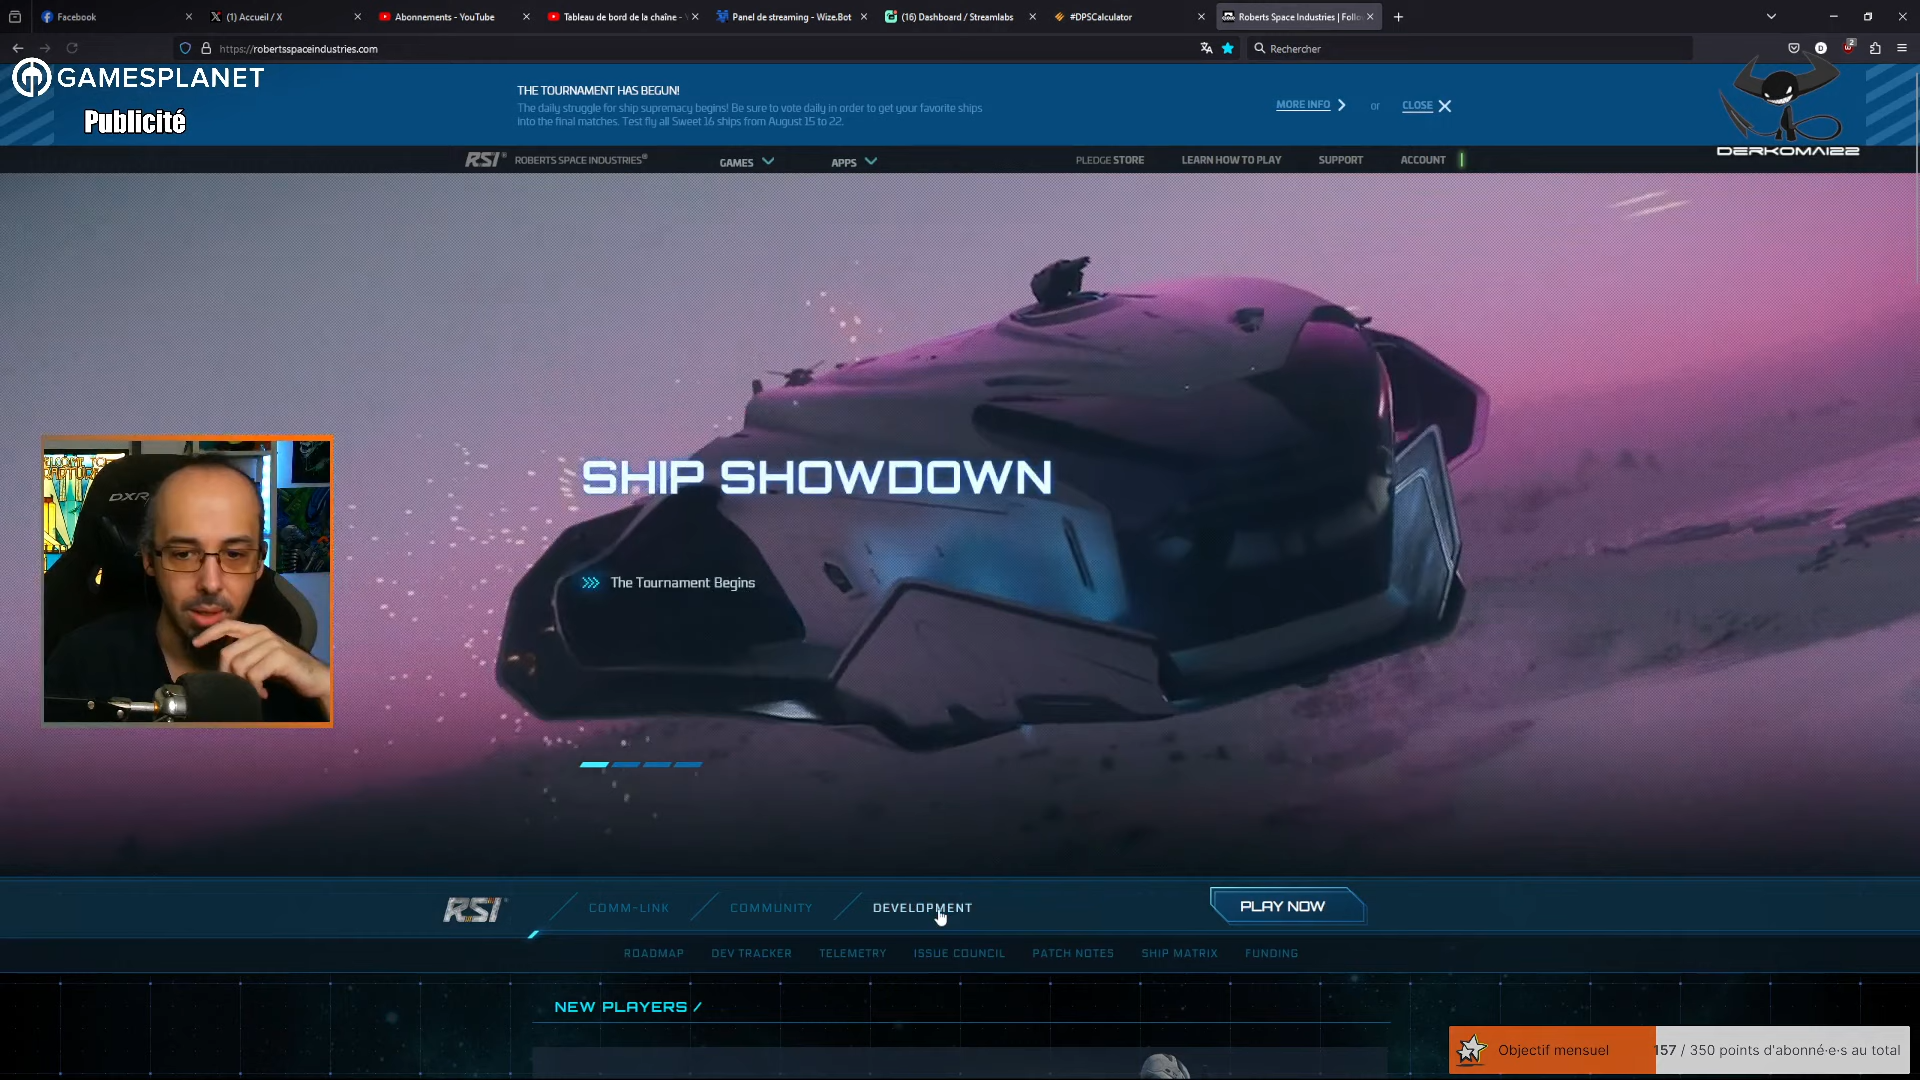 Facebook
(1) Accueil / X
Abonnements - YouTube
Tableau de bord de la chaîne -
Panel de streaming - Wize.Bot
(16) Dashboard / Streamlabs
#DPSCalculator
Roberts Space Industries | Follo
https://robertsspaceindustries.com
Rechercher
2
GAMESPLANET
Publicité
THE TOURNAMENT HAS BEGUN!
The daily struggle for ship supremacy begins! Be sure to vote daily in order to get your favorite ships
into the final matches. Test fly all Sweet 16 ships from August 15 to 22.
MORE INFO or CLOSE
DERKOMAI22
RSI ROBERTS SPACE INDUSTRIES® GAMES APPS PLEDGE STORE LEARN HOW TO PLAY SUPPORT ACCOUNT
SHIP SHOWDOWN
The Tournament Begins
DXR
RSI COMM-LINK COMMUNITY DEVELOPMENT PLAY NOW
ROADMAP DEV TRACKER TELEMETRY ISSUE COUNCIL PATCH NOTES SHIP MATRIX FUNDING
NEW PLAYERS /
Objectif mensuel 157 / 350 points d'abonné·e·s au total